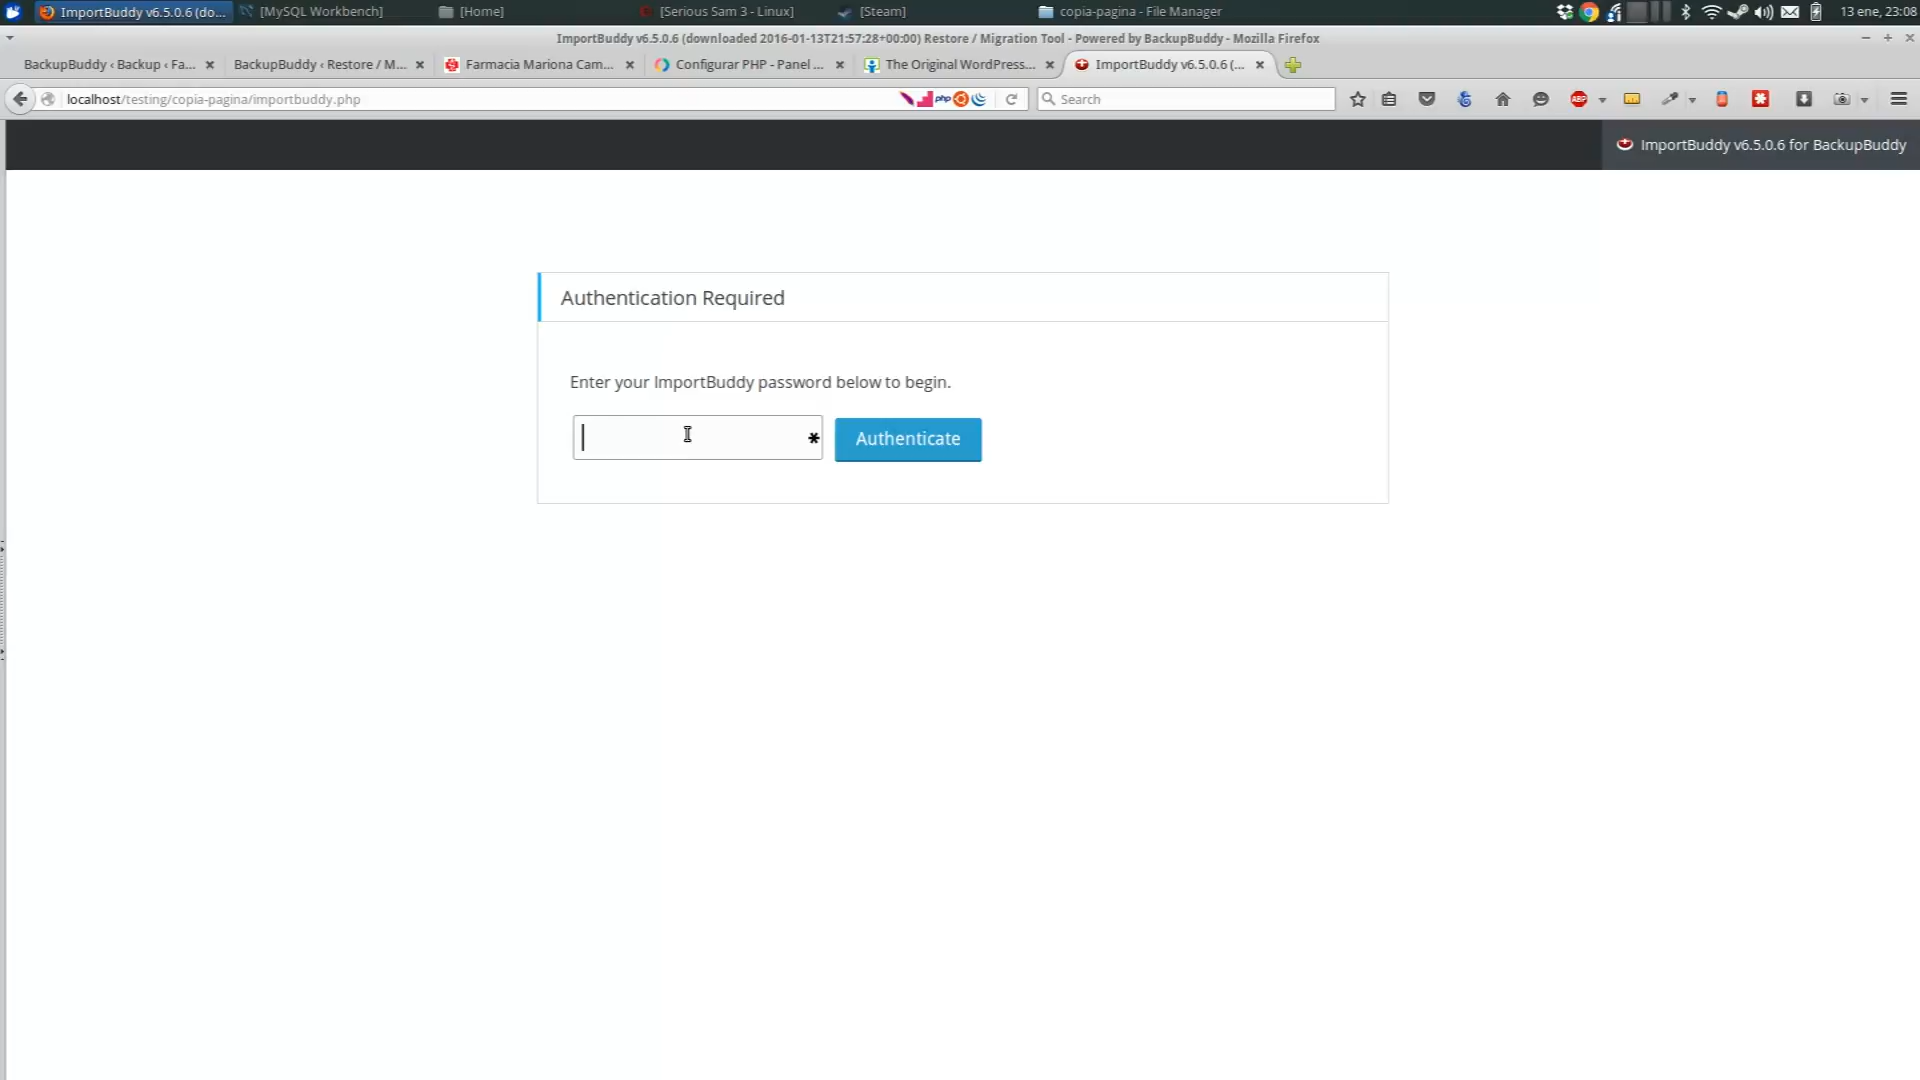 ImportBuddy v6.5.0.6 (do... [MySQL Workbench] [Home] [Serious Sam 3 - Linux] [Steam] copia-pagina - File Manager 13 ene, 23:08
ImportBuddy v6.5.0.6 (downloaded 2016-01-13T21:57:28+00:00) Restore / Migration Tool - Powered by BackupBuddy - Mozilla Firefox
BackupBuddy ‹ Backup ‹ Fa... BackupBuddy ‹ Restore / M... Farmacia Mariona Cam... Configurar PHP - Panel ... The Original WordPress... ImportBuddy v6.5.0.6 (...
localhost/testing/copia-pagina/importbuddy.php php Search ABP
ImportBuddy v6.5.0.6 for BackupBuddy
Authentication Required
Enter your ImportBuddy password below to begin.
Authenticate